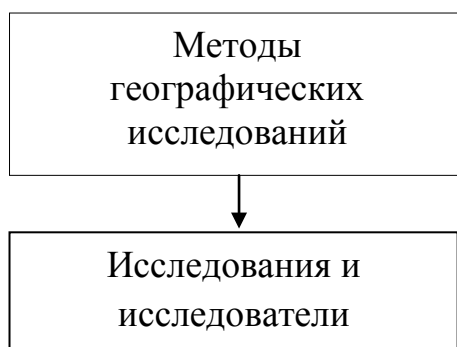 Методы
географических
исследований
Исследования и
исследователи